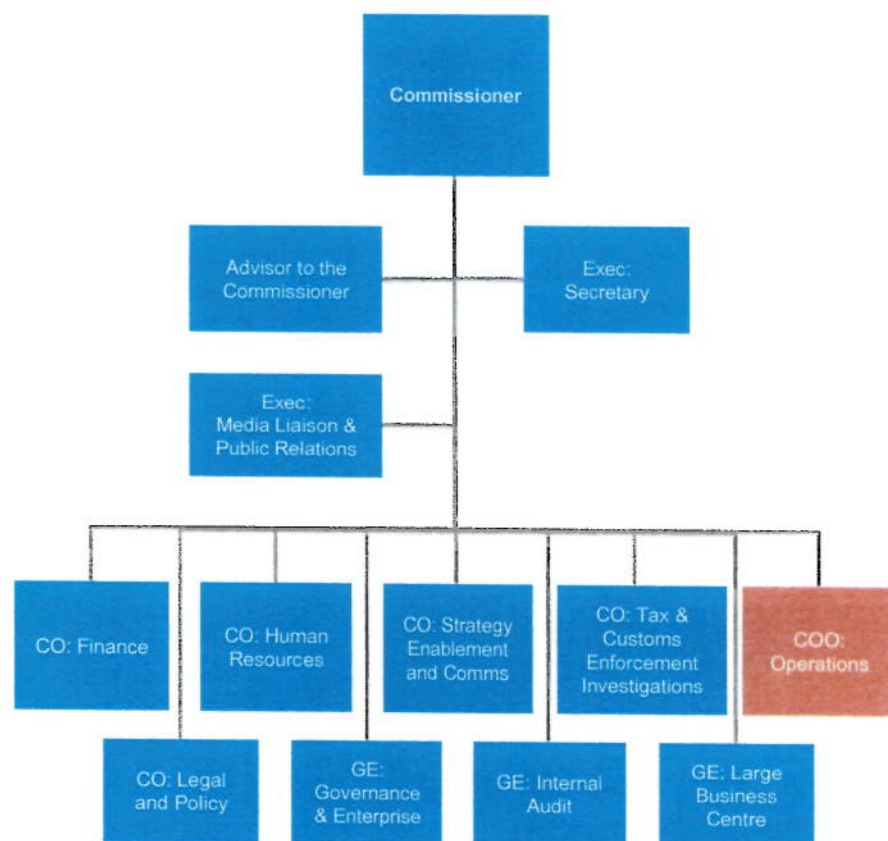 Commissioner
Advisor to the
Commissioner
Exec:
Secretary
Exec:
Media Liaison &
Public Relations
CO: Finance
CO: Human
Resources
CO: Strategy
Enablement
and Comms
CO: Tax &
Customs
Enforcement
Investigations
COO:
Operations
CO: Legal
and Policy
GE:
Governance
& Enterprise
GE: Internal
Audit
GE: Large
Business
Centre